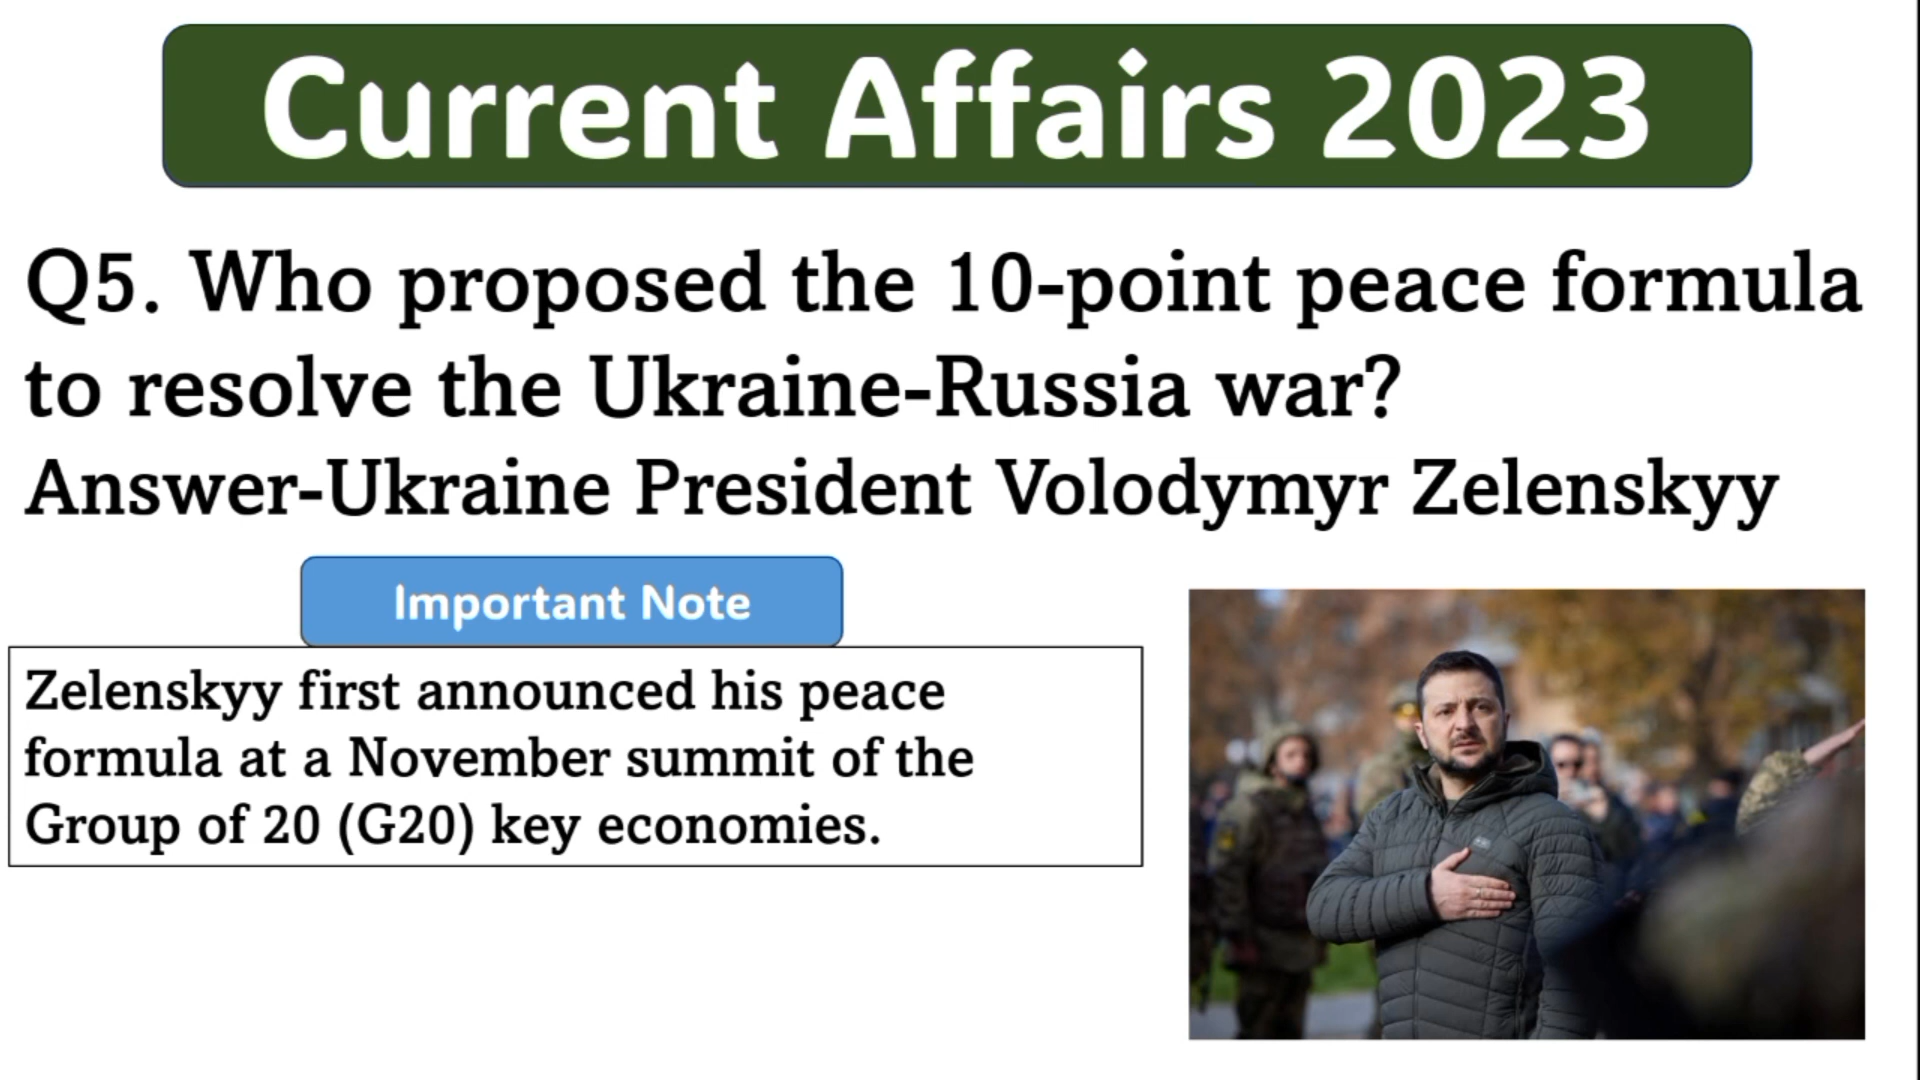 Current Affairs 2023
Q5. Who proposed the 10-point peace formula
to resolve the Ukraine-Russia war?
Answer-Ukraine President Volodymyr Zelenskyy
Important Note
Zelenskyy first announced his peace
formula at a November summit of the
Group of 20 (G20) key economies.